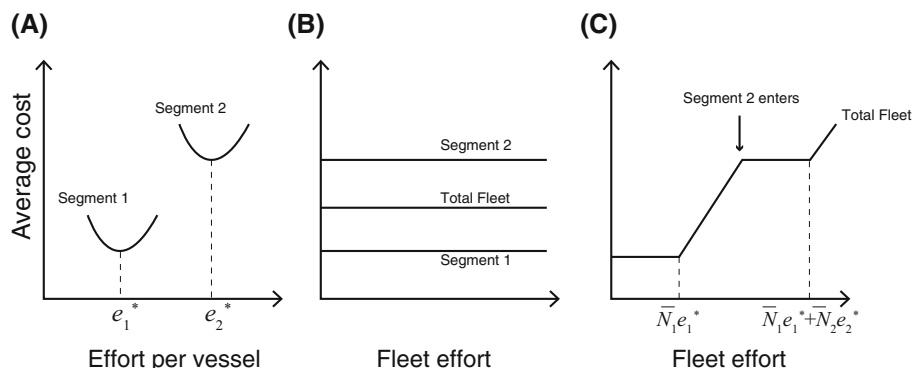 (A)
Average cost
Segment 2
Segment 1
e₁*
e₂*
Effort per vessel
(B)
Segment 2
Total Fleet
Segment 1
Fleet effort
(C)
Segment 2 enters
Total Fleet
N̅₁e₁*
N̅₁e₁*+N̅₂e₂*
Fleet effort